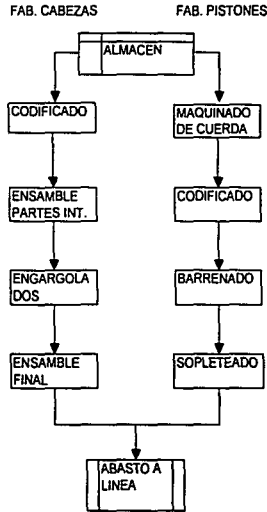 FAB. CABEZAS
FAB. PISTONES
ALMACEN
CODIFICADO
MAQUINADO
DE CUERDA
ENSAMBLE
PARTES INT.
CODIFICADO
ENGARGOLA
DOS
BARRENADO
ENSAMBLE
FINAL
SOPLETEADO
ABASTO A
LINEA